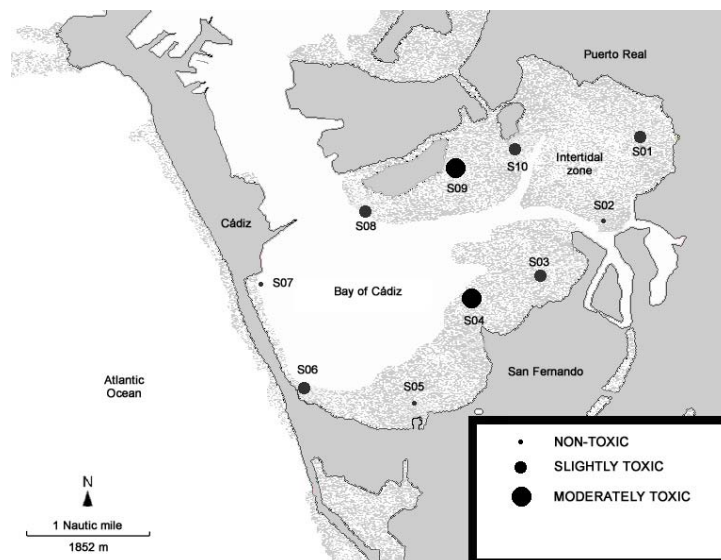 Puerto Real
S01
S10
Intertidal
zone
S09
S02
S08
Cádiz
S03
S07
Bay of Cádiz
S04
S06
San Fernando
Atlantic
Ocean
S05
N
1 Nautic mile
1852 m
NON-TOXIC
SLIGHTLY TOXIC
MODERATELY TOXIC